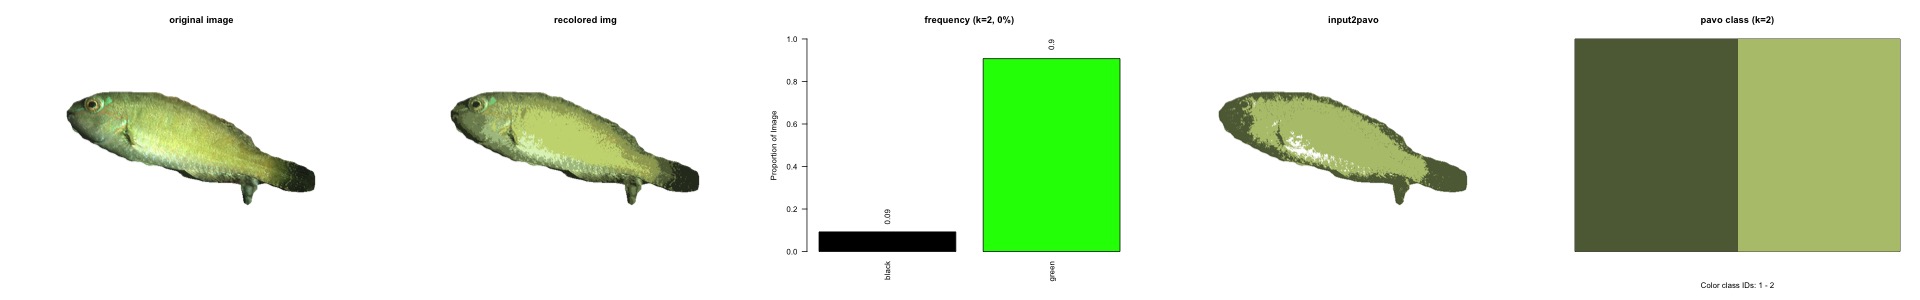 original image
recolored img
frequency (k=2, 0%)
input2pavo
pavo class (k=2)
Proportion of Image
1.0
0.8
0.6
0.4
0.2
0.0
0.09
0.9
black
green
Color class IDs: 1 - 2